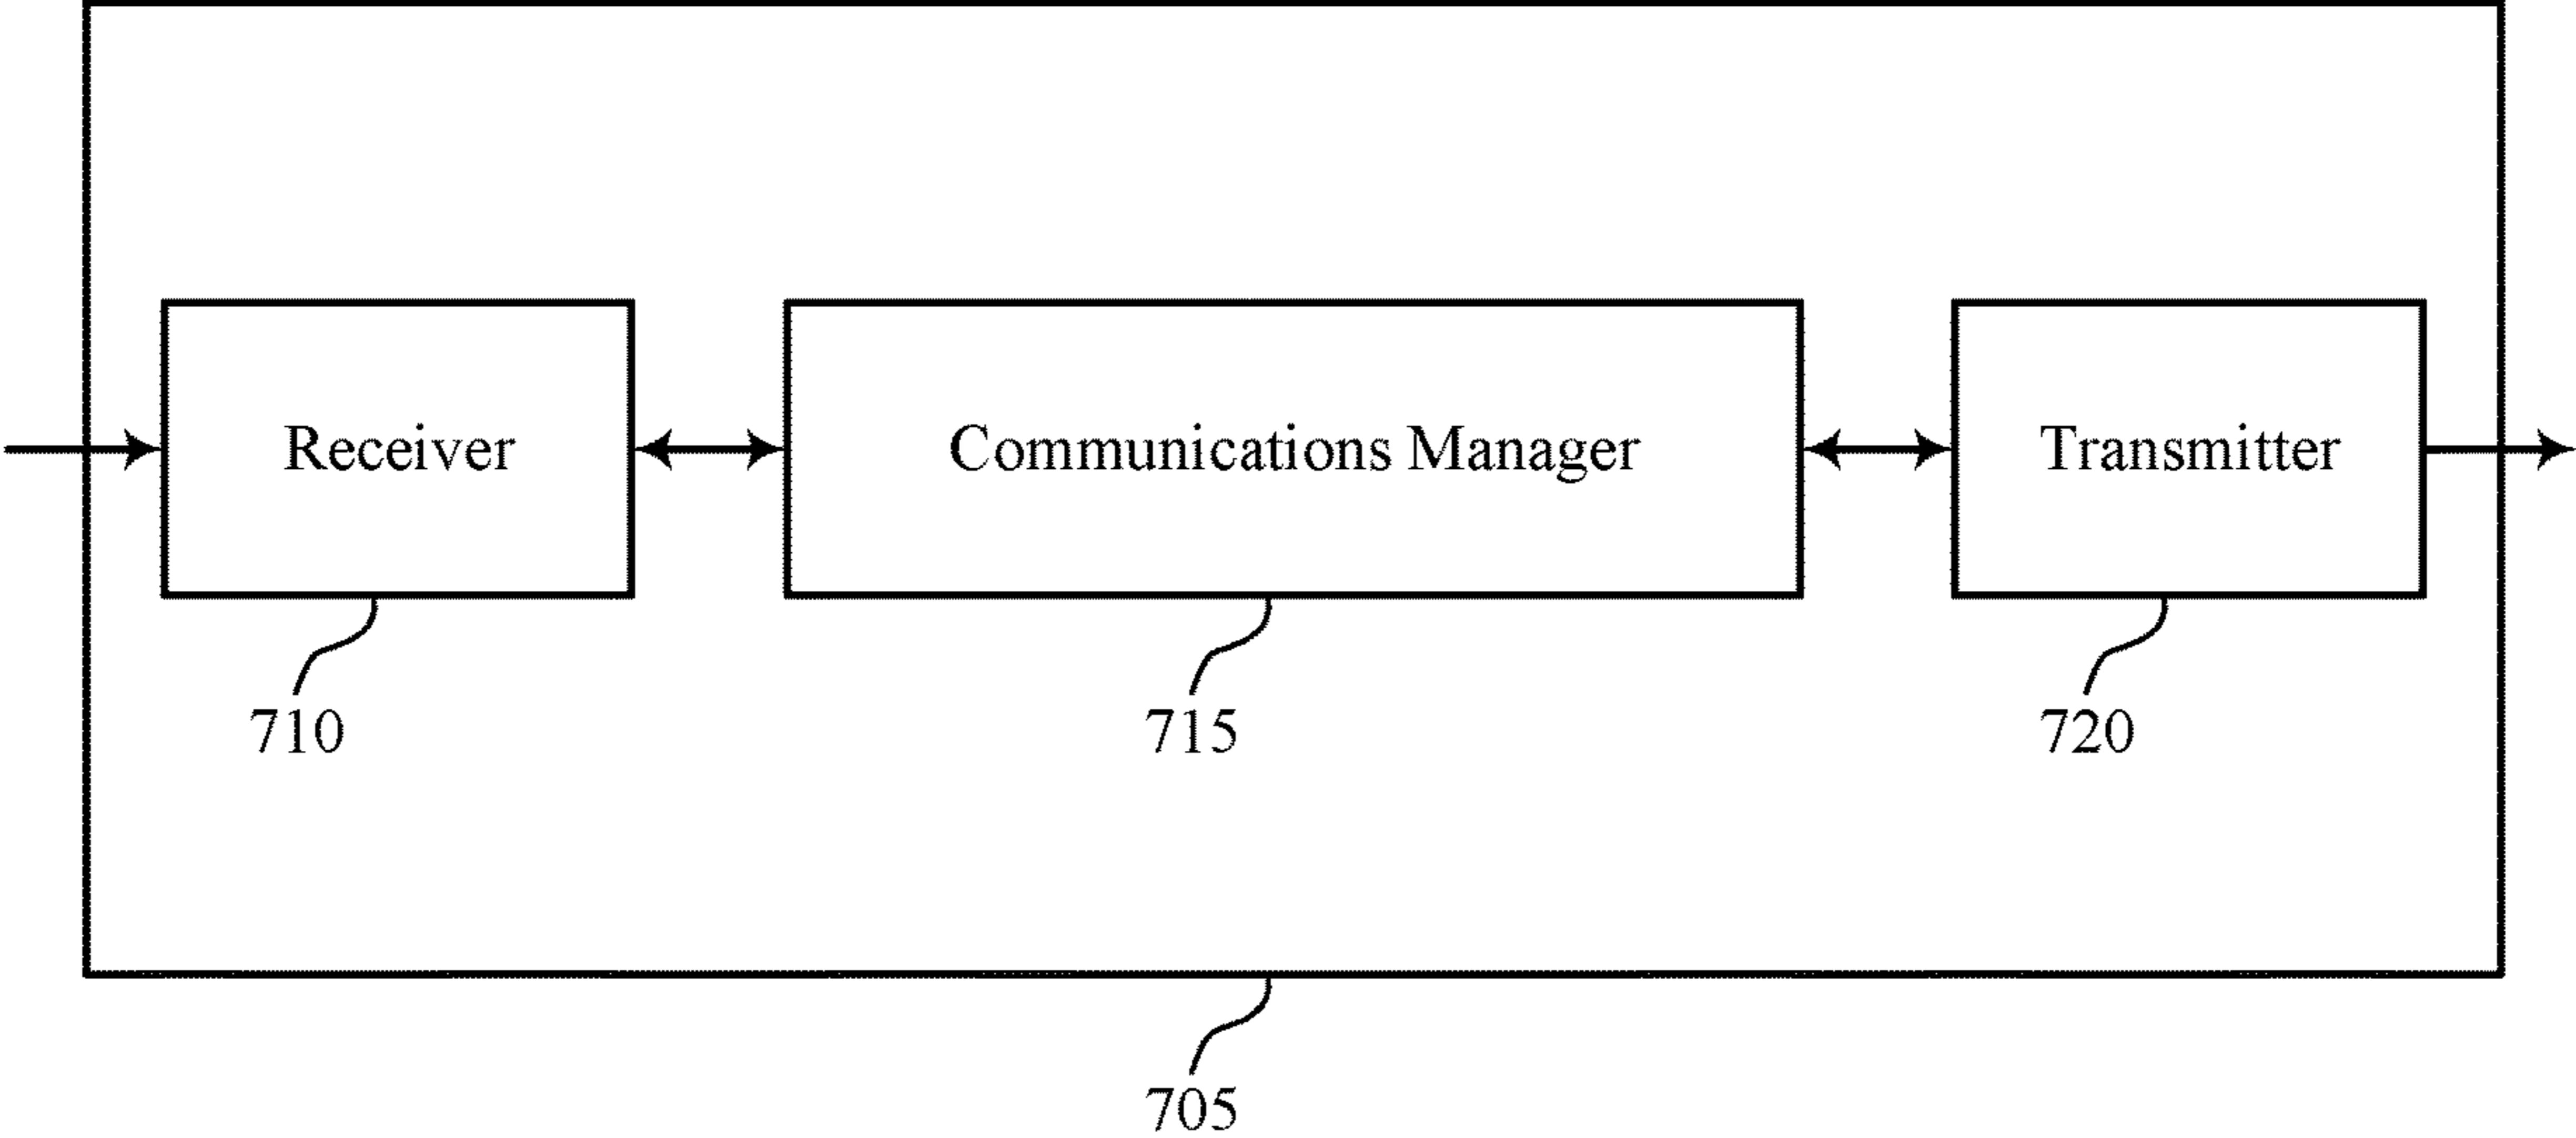 Receiver
Communications Manager
Transmitter
710
715
720
705